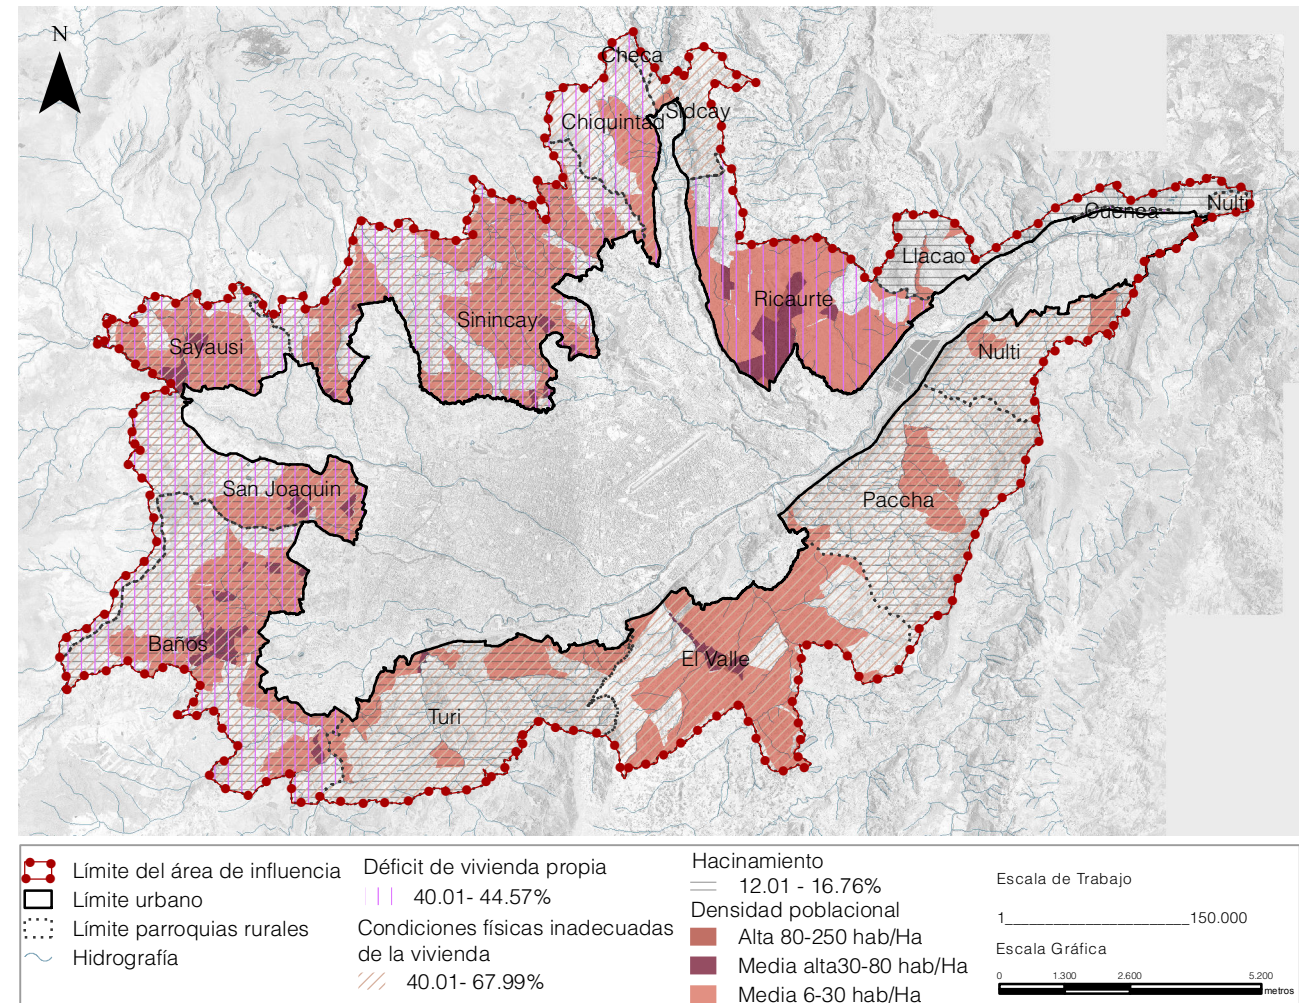 N
Checa
Sidcay
Chiquintad
Nulti
Cuenca
Llacao
Ricaurte
Sinincay
Sayausi
Nulti
San Joaquin
Paccha
Baños
El Valle
Turi
Límite del área de influencia
Límite urbano
Límite parroquias rurales
Hidrografía
Déficit de vivienda propia
40.01- 44.57%
Condiciones físicas inadecuadas
de la vivienda
40.01- 67.99%
Hacinamiento
12.01 - 16.76%
Densidad poblacional
Alta 80-250 hab/Ha
Media alta30-80 hab/Ha
Media 6-30 hab/Ha
Escala de Trabajo
1_______________________150.000
Escala Gráfica
0 1.300 2.600 5.200
metros